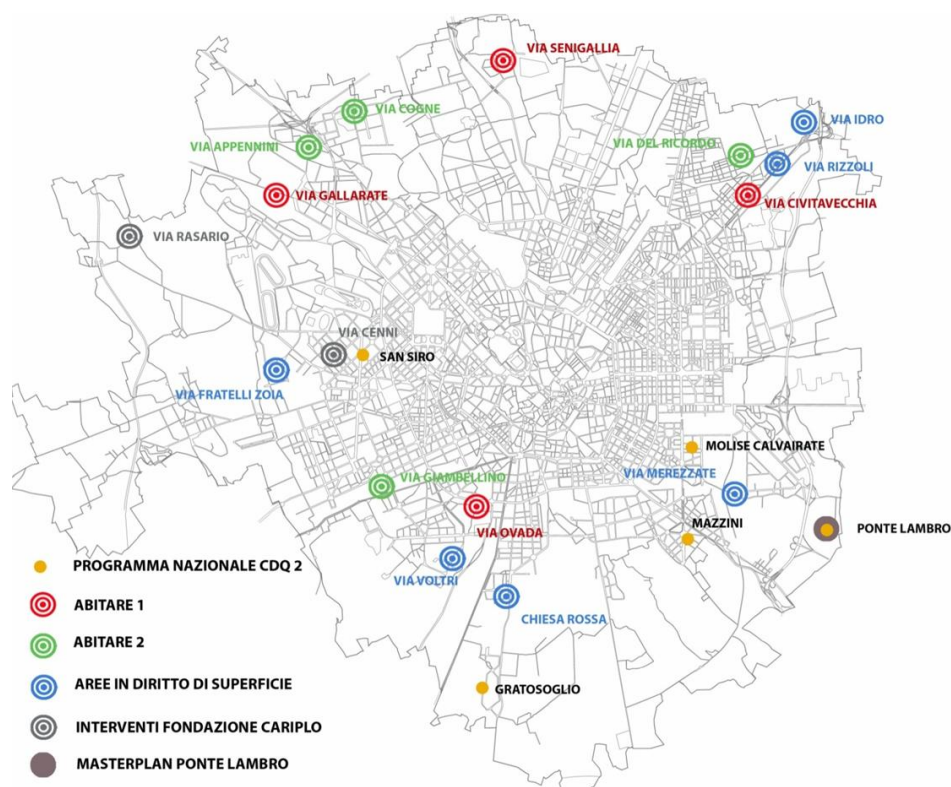 VIA SENIGALLIA
VIA COGNE
VIA IDRO
VIA APPENNINI
VIA DEL RICORDO
VIA RIZZOLI
VIA GALLARATE
VIA CIVITAVECCHIA
VIA RASARIO
VIA CENNI
SAN SIRO
VIA FRATELLI ZOIA
MOLISE CALVAIRATE
VIA GIAMBELLINO
VIA MEREZZATE
MAZZINI
PONTE LAMBRO
VIA OVADA
VIA VOLTRI
CHIESA ROSSA
GRATOSOGLIO
PROGRAMMA NAZIONALE CDQ 2
ABITARE 1
ABITARE 2
AREE IN DIRITTO DI SUPERFICIE
INTERVENTI FONDAZIONE CARIPLO
MASTERPLAN PONTE LAMBRO